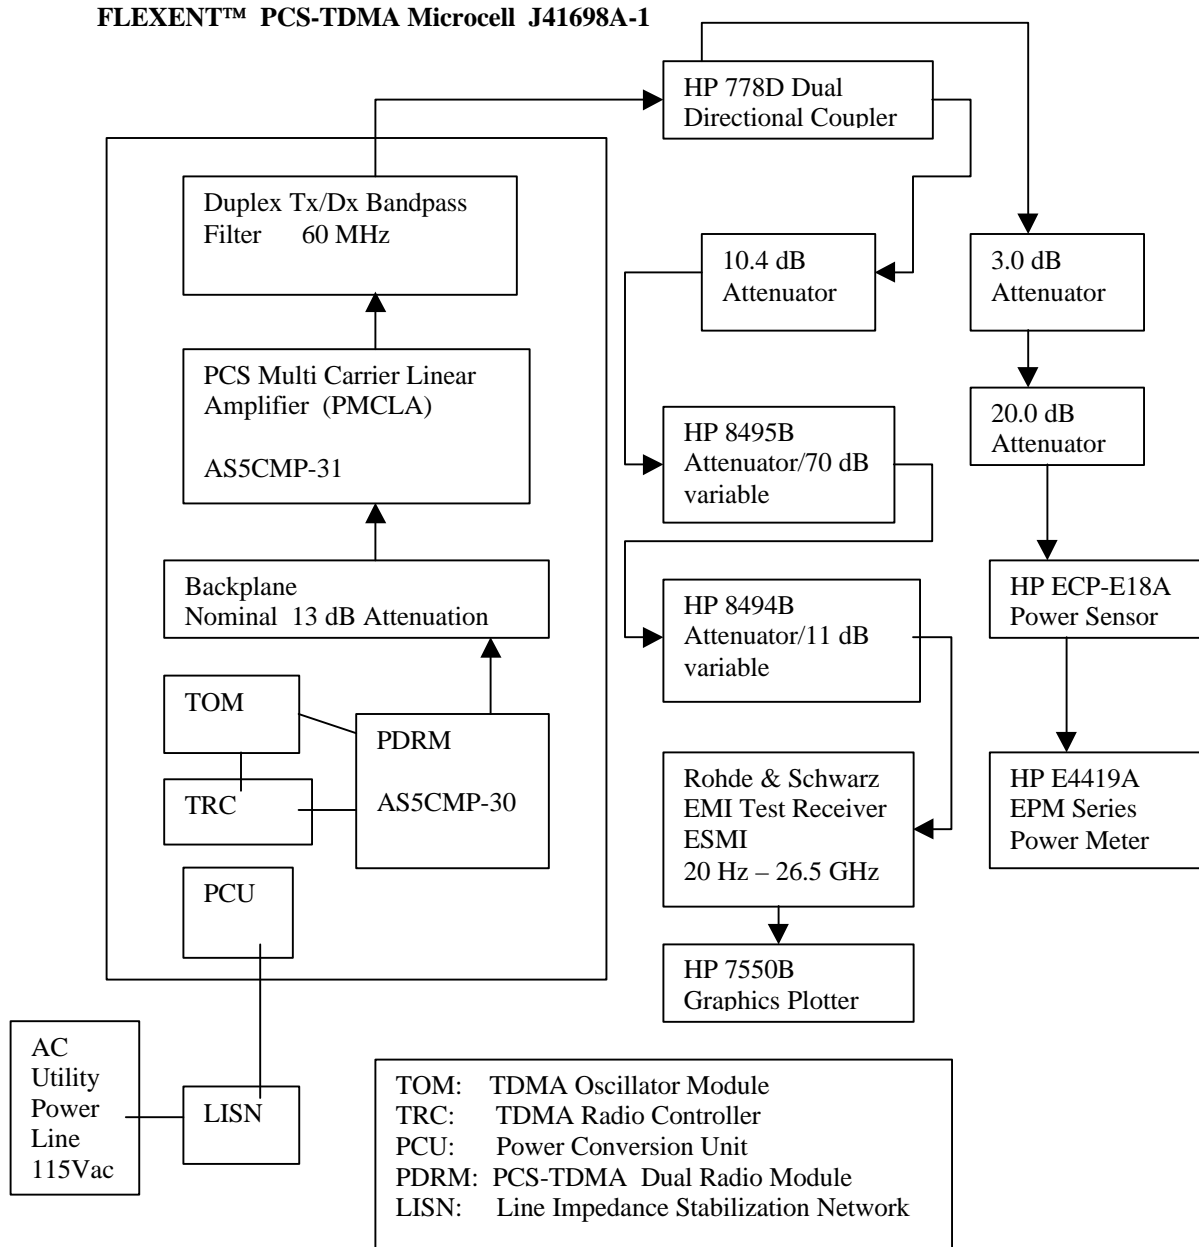 FLEXENT™ PCS-TDMA Microcell J41698A-1
HP 778D Dual
Directional Coupler
Duplex Tx/Dx Bandpass
Filter 60 MHz
10.4 dB
Attenuator
3.0 dB
Attenuator
PCS Multi Carrier Linear
Amplifier (PMCLA)
AS5CMP-31
HP 8495B
Attenuator/70 dB
variable
20.0 dB
Attenuator
Backplane
Nominal 13 dB Attenuation
HP 8494B
Attenuator/11 dB
variable
HP ECP-E18A
Power Sensor
TOM
PDRM
AS5CMP-30
TRC
Rohde & Schwarz
EMI Test Receiver
ESMI
20 Hz – 26.5 GHz
HP E4419A
EPM Series
Power Meter
PCU
HP 7550B
Graphics Plotter
AC
Utility
Power
Line
115Vac
LISN
TOM: TDMA Oscillator Module
TRC: TDMA Radio Controller
PCU: Power Conversion Unit
PDRM: PCS-TDMA Dual Radio Module
LISN: Line Impedance Stabilization Network